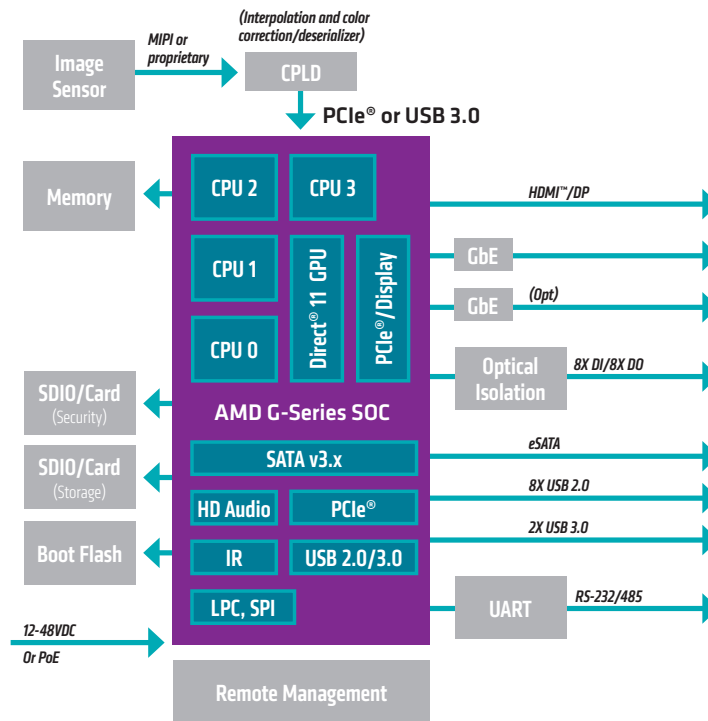 (Interpolation and color
correction/deserializer)
MIPI or
proprietary
Image
Sensor
CPLD
PCIe® or USB 3.0
Memory
CPU 2
CPU 3
HDMI™/DP
CPU 1
Direct® 11 GPU
PCIe®/Display
GbE
GbE
(Opt)
CPU 0
Optical
Isolation
8X DI/8X DO
SDIO/Card
(Security)
AMD G-Series SOC
SATA v3.x
eSATA
SDIO/Card
(Storage)
8X USB 2.0
HD Audio
PCIe®
2X USB 3.0
Boot Flash
IR
USB 2.0/3.0
LPC, SPI
UART
RS-232/485
12-48VDC
Or PoE
Remote Management